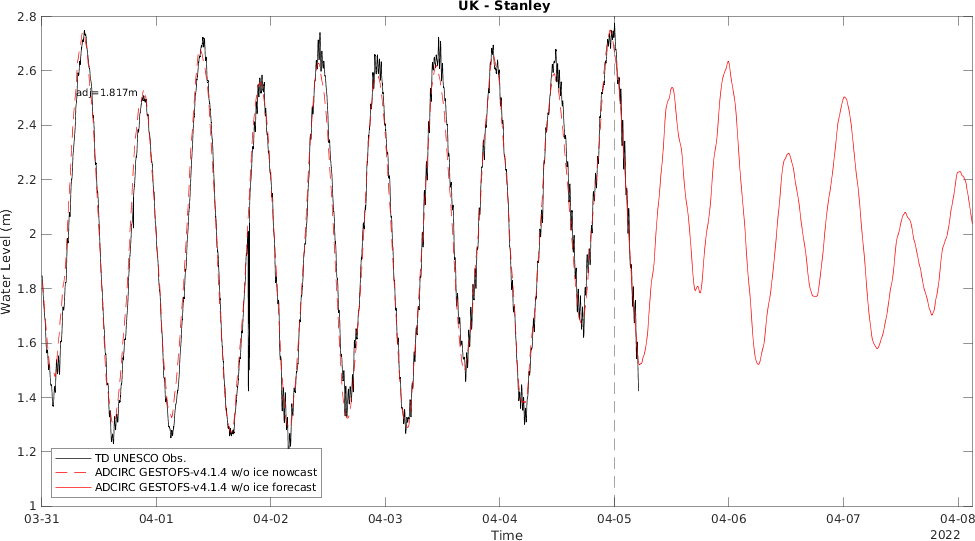 UK - Stanley
2.8
2.6
2.4
2.2
2
1.8
1.6
1.4
1.2
1
Water Level (m)
adj=1.817m
TD UNESCO Obs.
ADCIRC GESTOFS-v4.1.4 w/o ice nowcast
ADCIRC GESTOFS-v4.1.4 w/o ice forecast
03-31 04-01 04-02 04-03 04-04 04-05 04-06 04-07 04-08
Time
2022